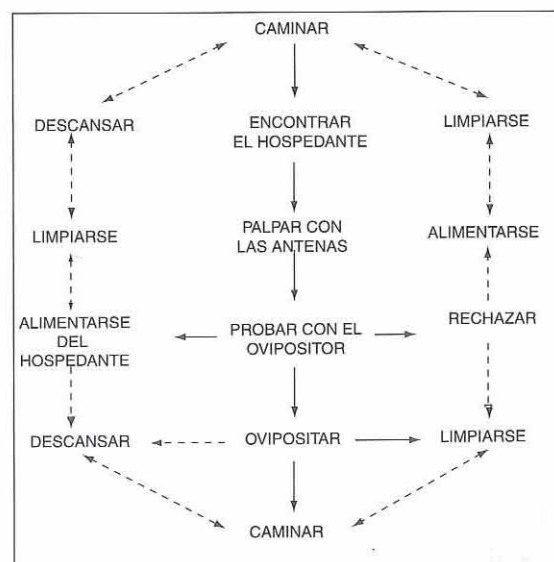 CAMINAR
DESCANSAR
ENCONTRAR
EL HOSPEDANTE
LIMPIARSE
LIMPIARSE
PALPAR CON
LAS ANTENAS
ALIMENTARSE
ALIMENTARSE
DEL
HOSPEDANTE
PROBAR CON EL
OVIPOSITOR
RECHAZAR
DESCANSAR
OVIPOSITAR
LIMPIARSE
CAMINAR